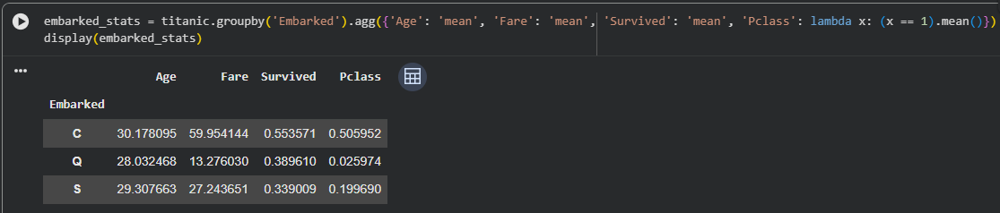 embarked_stats = titanic.groupby('Embarked').agg({'Age': 'mean', 'Fare': 'mean', 'Survived': 'mean', 'Pclass': lambda x: (x == 1).mean()})
display(embarked_stats)
Age Fare Survived Pclass
Embarked
C 30.178095 59.954144 0.553571 0.505952
Q 28.032468 13.276030 0.389610 0.025974
S 29.307663 27.243651 0.339009 0.199690